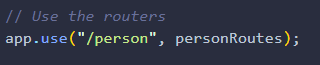 // Use the routers
app.use("/person", personRoutes);